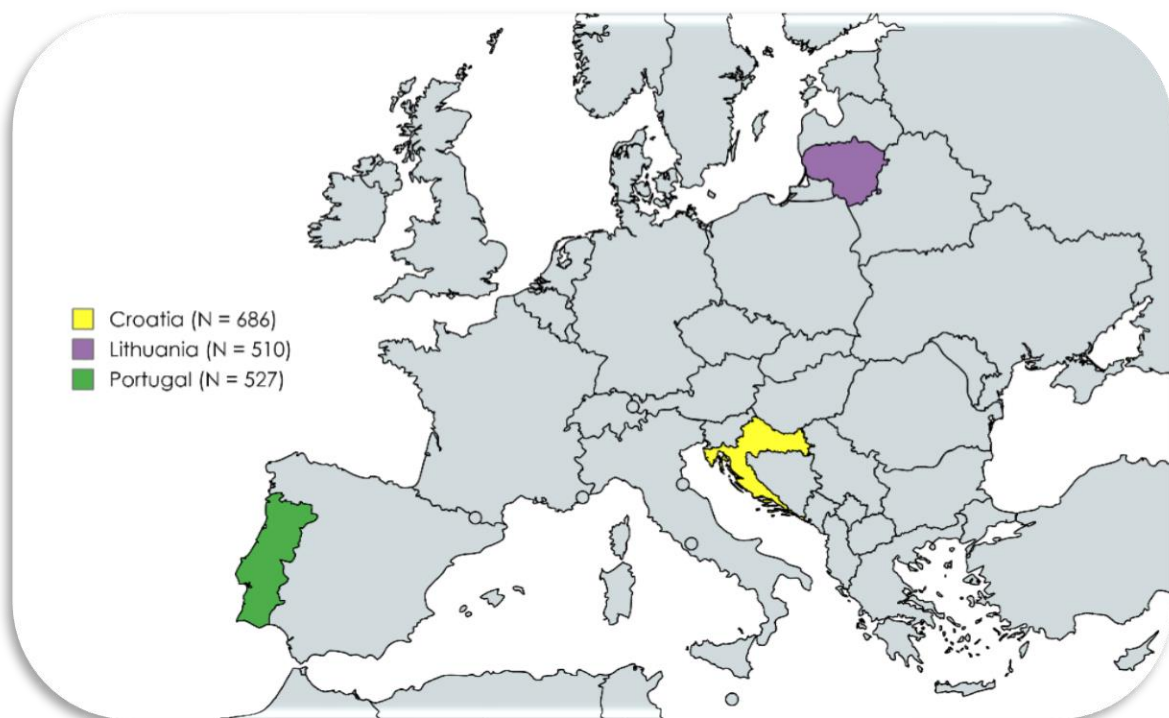 Croatia (N = 686)
Lithuania (N = 510)
Portugal (N = 527)